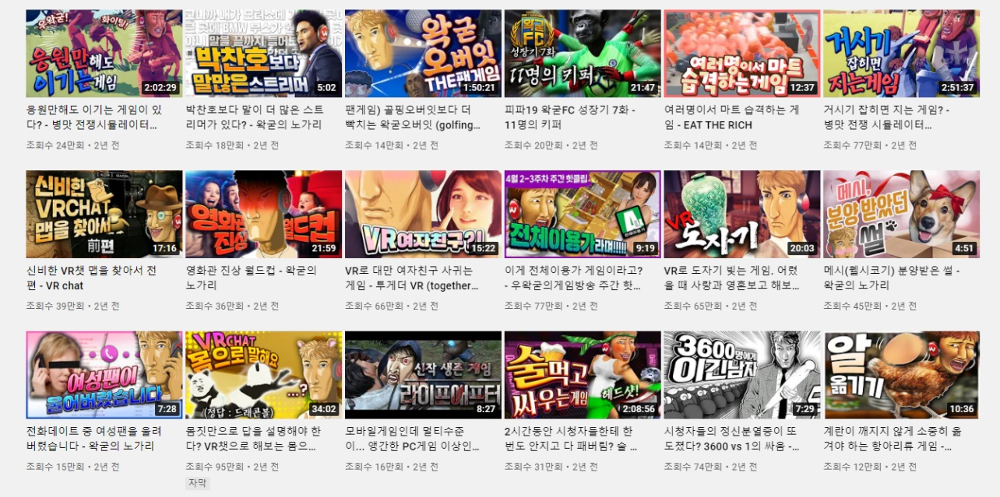 우왁굳!
화이팅!
응원만해도
이기는게임
2:02:29
박찬호보다
말많은스트리머
5:02
왁굳
오버잇
THE팬게임
1:50:21
왁굳
FC
성장기 7화
11명의 키퍼
21:47
여러명이서 마트
습격하는게임
12:37
거시기
잡히면
지는게임
2:51:37
응원만해도 이기는 게임이 있
다? - 병맛 전쟁시뮬레이터...
조회수 24만회 • 2년 전
박찬호보다 말이 더 많은 스트
리머가 있다? - 왁굳의 노가리
조회수 18만회 • 2년 전
팬게임) 골핑오버잇보다 더
빡치는 왁굳오버잇 (golfing...
조회수 14만회 • 2년 전
피파19 왁굳FC 성장기 7화 -
11명의 키퍼
조회수 20만회 • 2년 전
여러명이서 마트 습격하는 게
임 - EAT THE RICH
조회수 14만회 • 2년 전
거시기 잡히면 지는 게임? -
병맛 전쟁 시뮬레이터...
조회수 77만회 • 2년 전
신비한
VRCHAT
맵을 찾아서
前편
17:16
영화관
진상
월드컵
21:59
VR여자친구?!
15:22
4월 2-3주차 주간 핫클립
전체이용가라며!!!!!
9:19
VR
도자기
20:03
메시,
분양받았던
썰
4:51
신비한 VR챗 맵을 찾아서 전
편 - VR chat
조회수 39만회 • 2년 전
영화관 진상 월드컵 - 왁굳의
노가리
조회수 36만회 • 2년 전
VR로 대만 여자친구 사귀는
게임 - 투게더 VR (together...
조회수 66만회 • 2년 전
이게 전체이용가 게임이라고?
- 우왁굳의게임방송 주간 핫...
조회수 77만회 • 2년 전
VR로 도자기 빚는 게임. 어렸
을 때 사랑과 영혼보고 해보...
조회수 65만회 • 2년 전
메시(웰시코기) 분양받은 썰 -
왁굳의 노가리
조회수 45만회 • 2년 전
여성팬이
울어버렸습니다
7:28
VRCHAT
몸으로 말해요
...?
(정답 : 드래곤볼)
34:02
신작 생존 게임
라이프애프터
8:27
술먹고
싸우는게임
헤드샷!
2:08:56
3600명에게
이긴남자
7:29
알
옮기기
10:36
전화데이트 중 여성팬을 울려
버렸습니다 - 왁굳의 노가리
조회수 15만회 • 2년 전
몸짓만으로 답을 설명해야 한
다? VR챗으로 해보는 몸으...
조회수 95만회 • 2년 전
자막
모바일게임인데 멀티수준
이... 앵간한 PC게임 이상인...
조회수 16만회 • 2년 전
2시간동안 시청자들한테 한
번도 안지고 다 패버림? 술 ...
조회수 31만회 • 2년 전
시청자들의 정신분열증이 또
도졌다? 3600 vs 1의 싸움 -...
조회수 74만회 • 2년 전
계란이 깨지지 않게 소중히 옮
겨야 하는 항아리류 게임 -...
조회수 12만회 • 2년 전